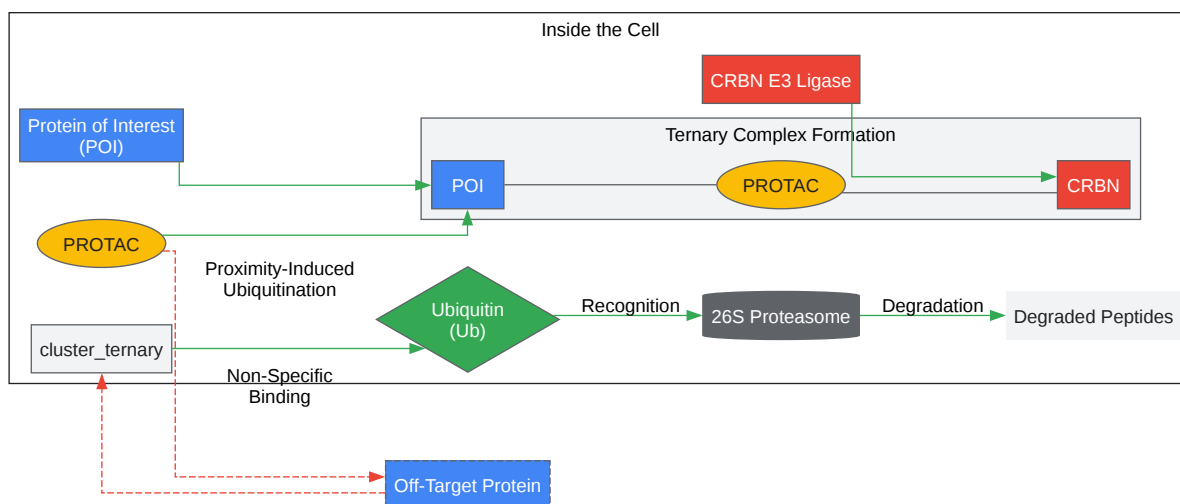 Inside the Cell
CRBN E3 Ligase
Protein of Interest
(POI)
Ternary Complex Formation
POI
PROTAC
CRBN
PROTAC
Proximity-Induced
Ubiquitination
Ubiquitin
(Ub)
Recognition
26S Proteasome
Degradation
Degraded Peptides
cluster_ternary
Non-Specific
Binding
Off-Target Protein